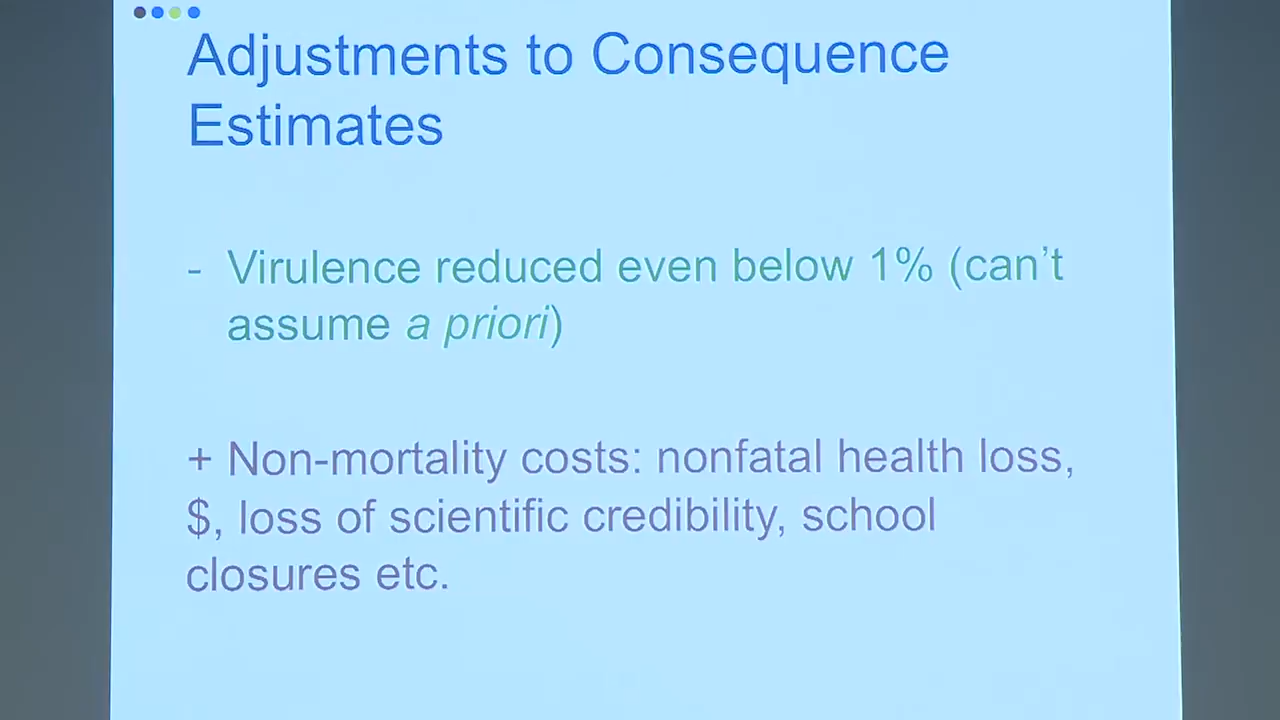 Adjustments to Consequence
Estimates
- Virulence reduced even below 1% (can't
assume a priori)
+ Non-mortality costs: nonfatal health loss,
$, loss of scientific credibility, school
closures etc.